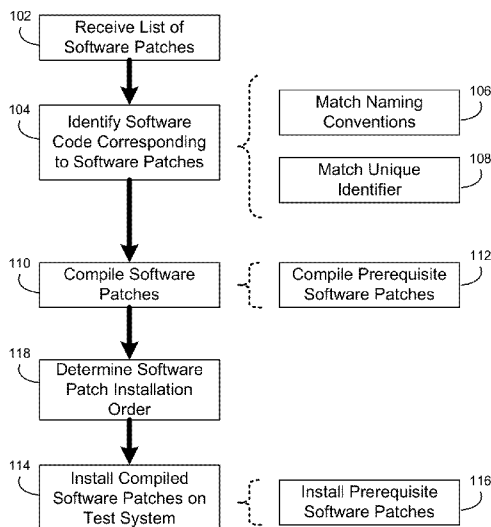 102
Receive List of
Software Patches
104
Identify Software
Code Corresponding
to Software Patches
106
Match Naming
Conventions
108
Match Unique
Identifier
110
Compile Software
Patches
112
Compile Prerequisite
Software Patches
118
Determine Software
Patch Installation
Order
114
Install Compiled
Software Patches on
Test System
116
Install Prerequisite
Software Patches